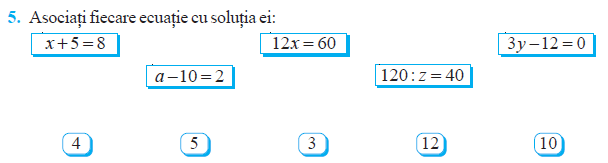 5. Asociați fiecare ecuație cu soluția ei:
x+5=8 12x=60 3y−12=0
a−10=2 120:z=40
4 5 3 12 10